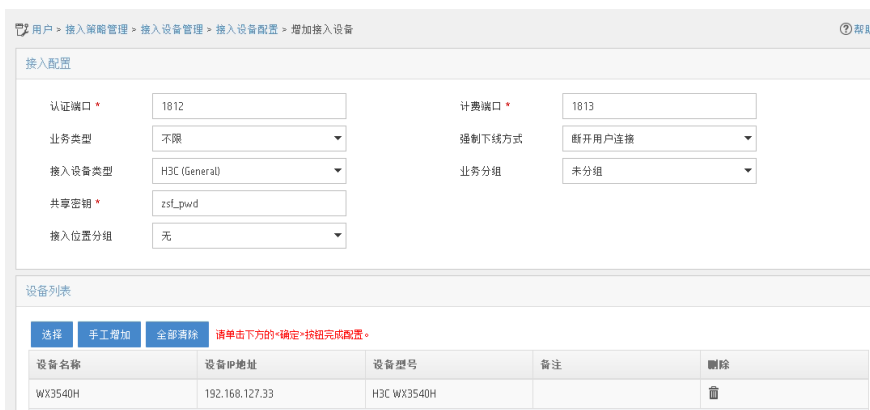 用户 > 接入策略管理 > 接入设备管理 > 接入设备配置 > 增加接入设备 ?帮助
接入配置
认证端口 * 1812 计费端口 * 1813
业务类型 不限 强制下线方式 断开用户连接
接入设备类型 H3C (General) 业务分组 未分组
共享密钥 * zsf_pwd
接入位置分组 无
设备列表
选择 手工增加 全部清除 请单击下方的<确定>按钮完成配置。
设备名称 设备IP地址 设备型号 备注 删除
WX3540H 192.168.127.33 H3C WX3540H